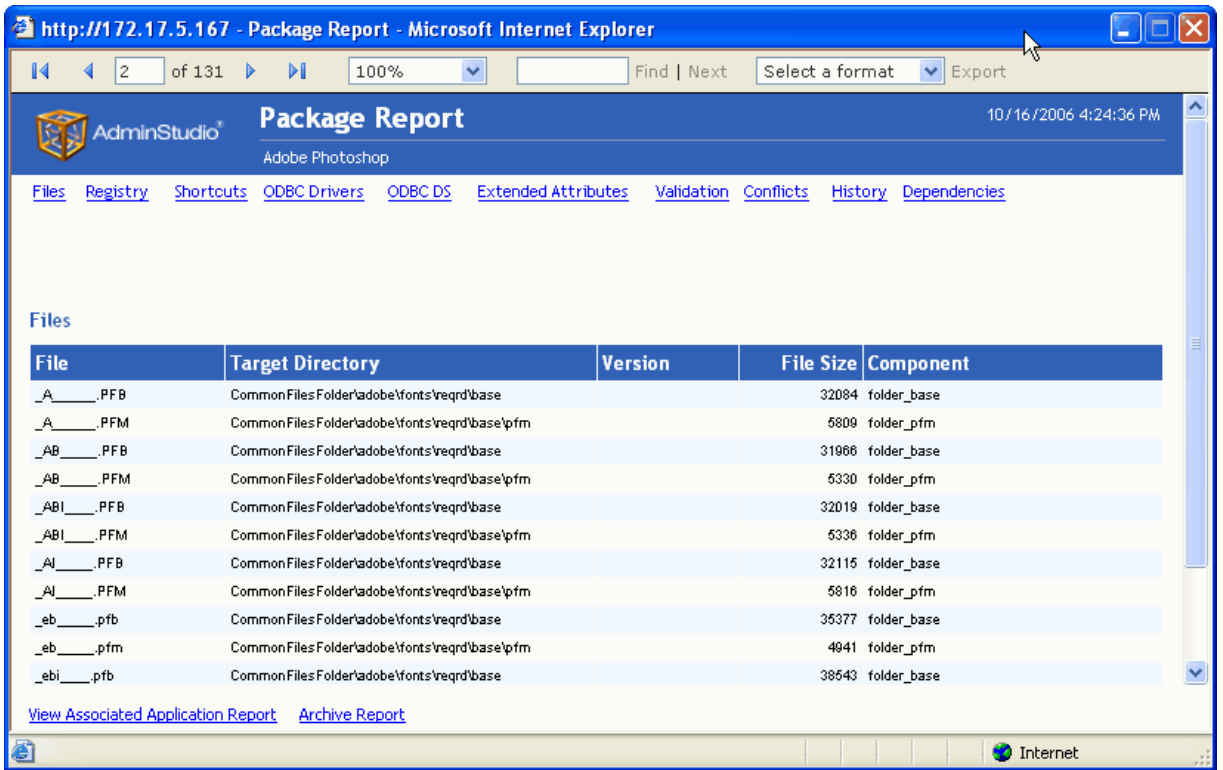 http://172.17.5.167 - Package Report - Microsoft Internet Explorer
2 of 131 100% Find | Next Select a format Export
AdminStudio® Package Report 10/16/2006 4:24:36 PM
Adobe Photoshop
Files Registry Shortcuts ODBC Drivers ODBC DS Extended Attributes Validation Conflicts History Dependencies
Files
File Target Directory Version File Size Component
_A______.PFB CommonFilesFolder\adobe\fonts\reqrd\base 32084 folder_base
_A______.PFM CommonFilesFolder\adobe\fonts\reqrd\base\pfm 5809 folder_pfm
_AB_____.PFB CommonFilesFolder\adobe\fonts\reqrd\base 31966 folder_base
_AB_____.PFM CommonFilesFolder\adobe\fonts\reqrd\base\pfm 5330 folder_pfm
_ABI____.PFB CommonFilesFolder\adobe\fonts\reqrd\base 32019 folder_base
_ABI____.PFM CommonFilesFolder\adobe\fonts\reqrd\base\pfm 5336 folder_pfm
_AI_____.PFB CommonFilesFolder\adobe\fonts\reqrd\base 32115 folder_base
_AI_____.PFM CommonFilesFolder\adobe\fonts\reqrd\base\pfm 5816 folder_pfm
_eb_____.pfb CommonFilesFolder\adobe\fonts\reqrd\base 35377 folder_base
_eb_____.pfm CommonFilesFolder\adobe\fonts\reqrd\base\pfm 4941 folder_pfm
_ebi____.pfb CommonFilesFolder\adobe\fonts\reqrd\base 38543 folder_base
View Associated Application Report Archive Report
Internet